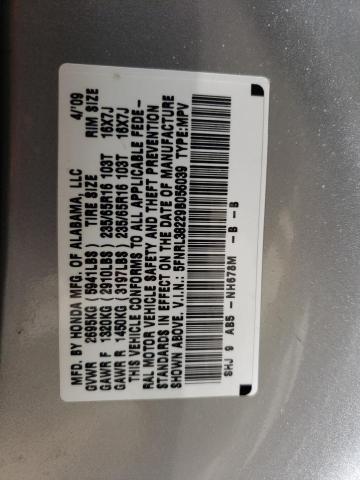 MFD. BY HONDA MFG. OF ALABAMA, LLC 4/'09
GVWR 2695KG (5941LBS) TIRE SIZE RIM SIZE
GAWR F 1320KG (2910LBS) 235/65R16 103T 16X7J
GAWR R 1450KG (3197LBS) 235/65R16 103T 16X7J
THIS VEHICLE CONFORMS TO ALL APPLICABLE FEDE-
RAL MOTOR VEHICLE SAFETY AND THEFT PREVENTION
STANDARDS IN EFFECT ON THE DATE OF MANUFACTURE
SHOWN ABOVE. V.I.N.: 5FNRL38229B056039 TYPE:MPV
SHJ 9 AB5 -NH678M -B -B